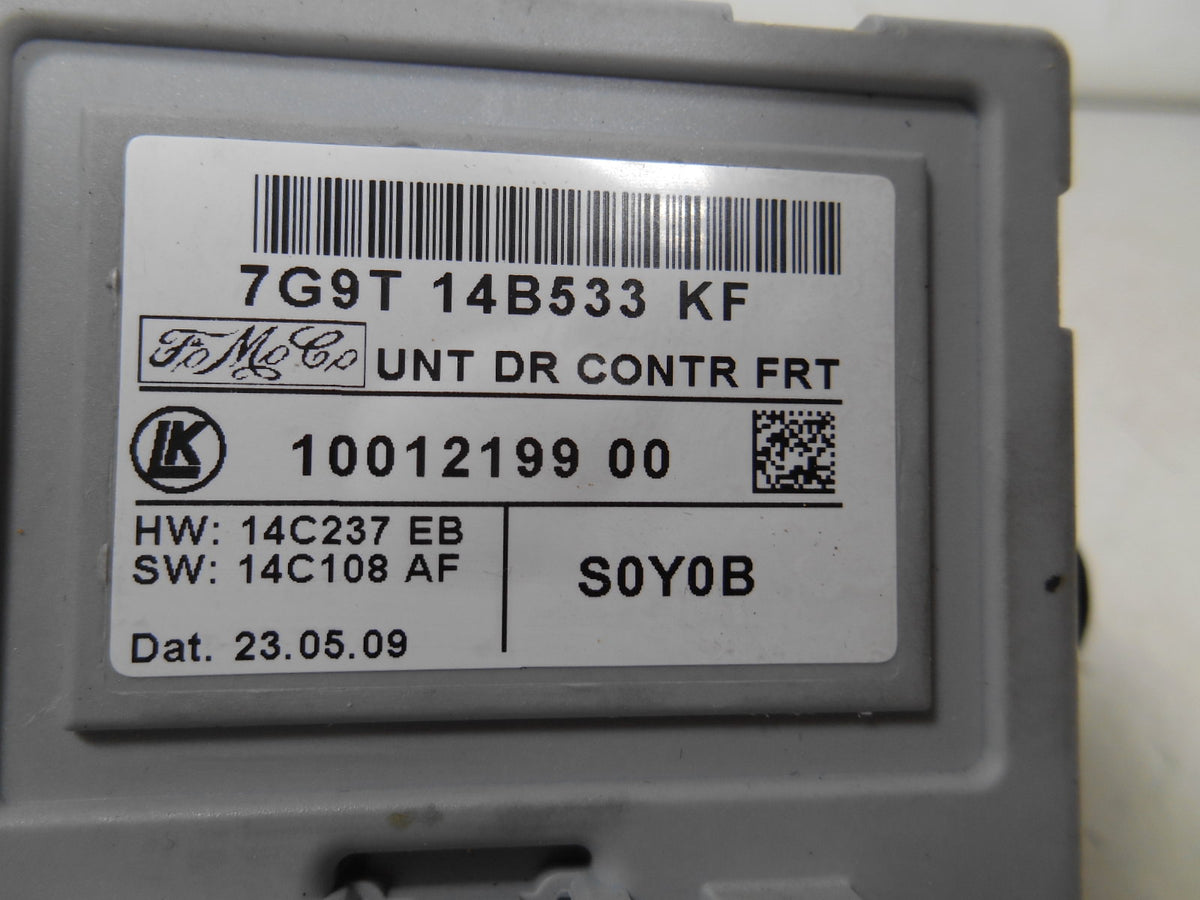 7G9T 14B533 KF
FoMoCo UNT DR CONTR FRT
LK 10012199 00
HW: 14C237 EB
SW: 14C108 AF
S0Y0B
Dat. 23.05.09